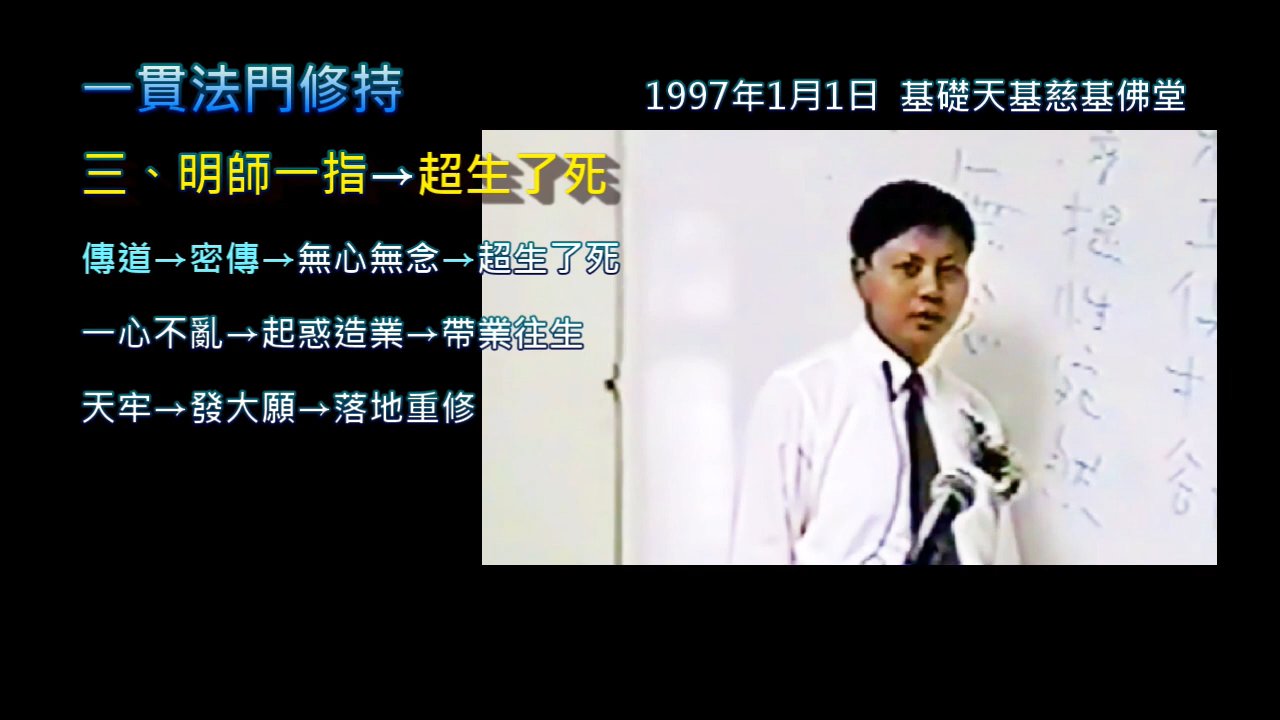 一貫法門修持
1997年1月1日 基礎天基慈基佛堂
三、明師一指→超生了死
傳道→密傳→無心無念→超生了死
一心不亂→起惑造業→帶業往生
天牢→發大願→落地重修